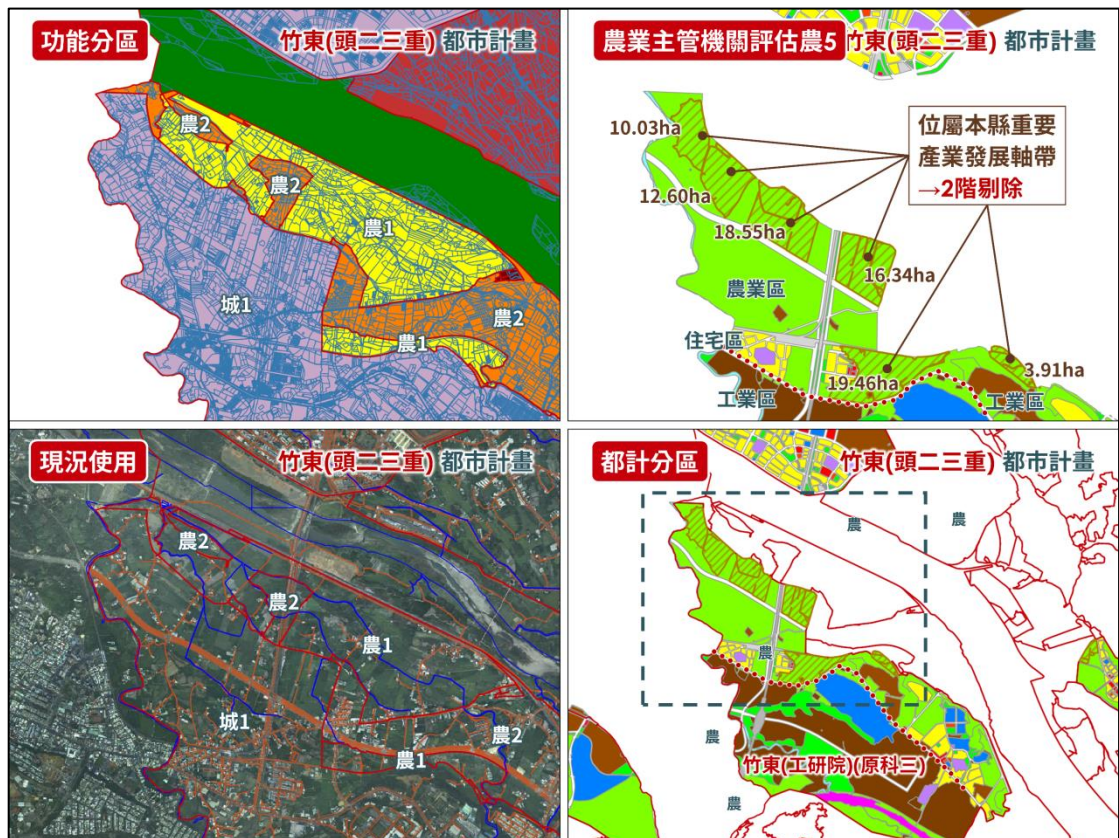 功能分區
竹東(頭二三重) 都市計畫
農2
農2
農1
城1
農2
農1
農業主管機關評估農5 竹東(頭二三重) 都市計畫
10.03ha
位屬本縣重要
產業發展軸帶
→2階剔除
12.60ha
18.55ha
16.34ha
農業區
住宅區
19.46ha
3.91ha
工業區
工業區
現況使用
竹東(頭二三重) 都市計畫
農2
農2
農1
城1
農2
農1
都計分區
竹東(頭二三重) 都市計畫
農
農
農
農
竹東(工研院)(原科三)
農